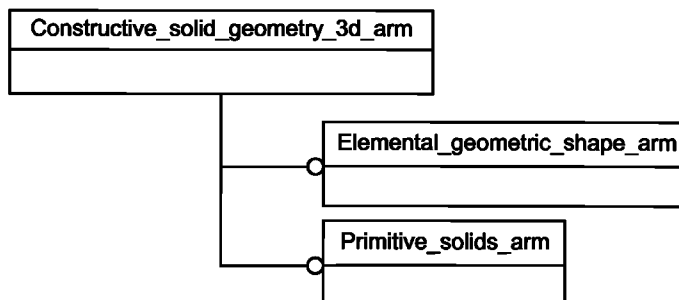 Constructive_solid_geometry_3d_arm
Elemental_geometric_shape_arm
Primitive_solids_arm